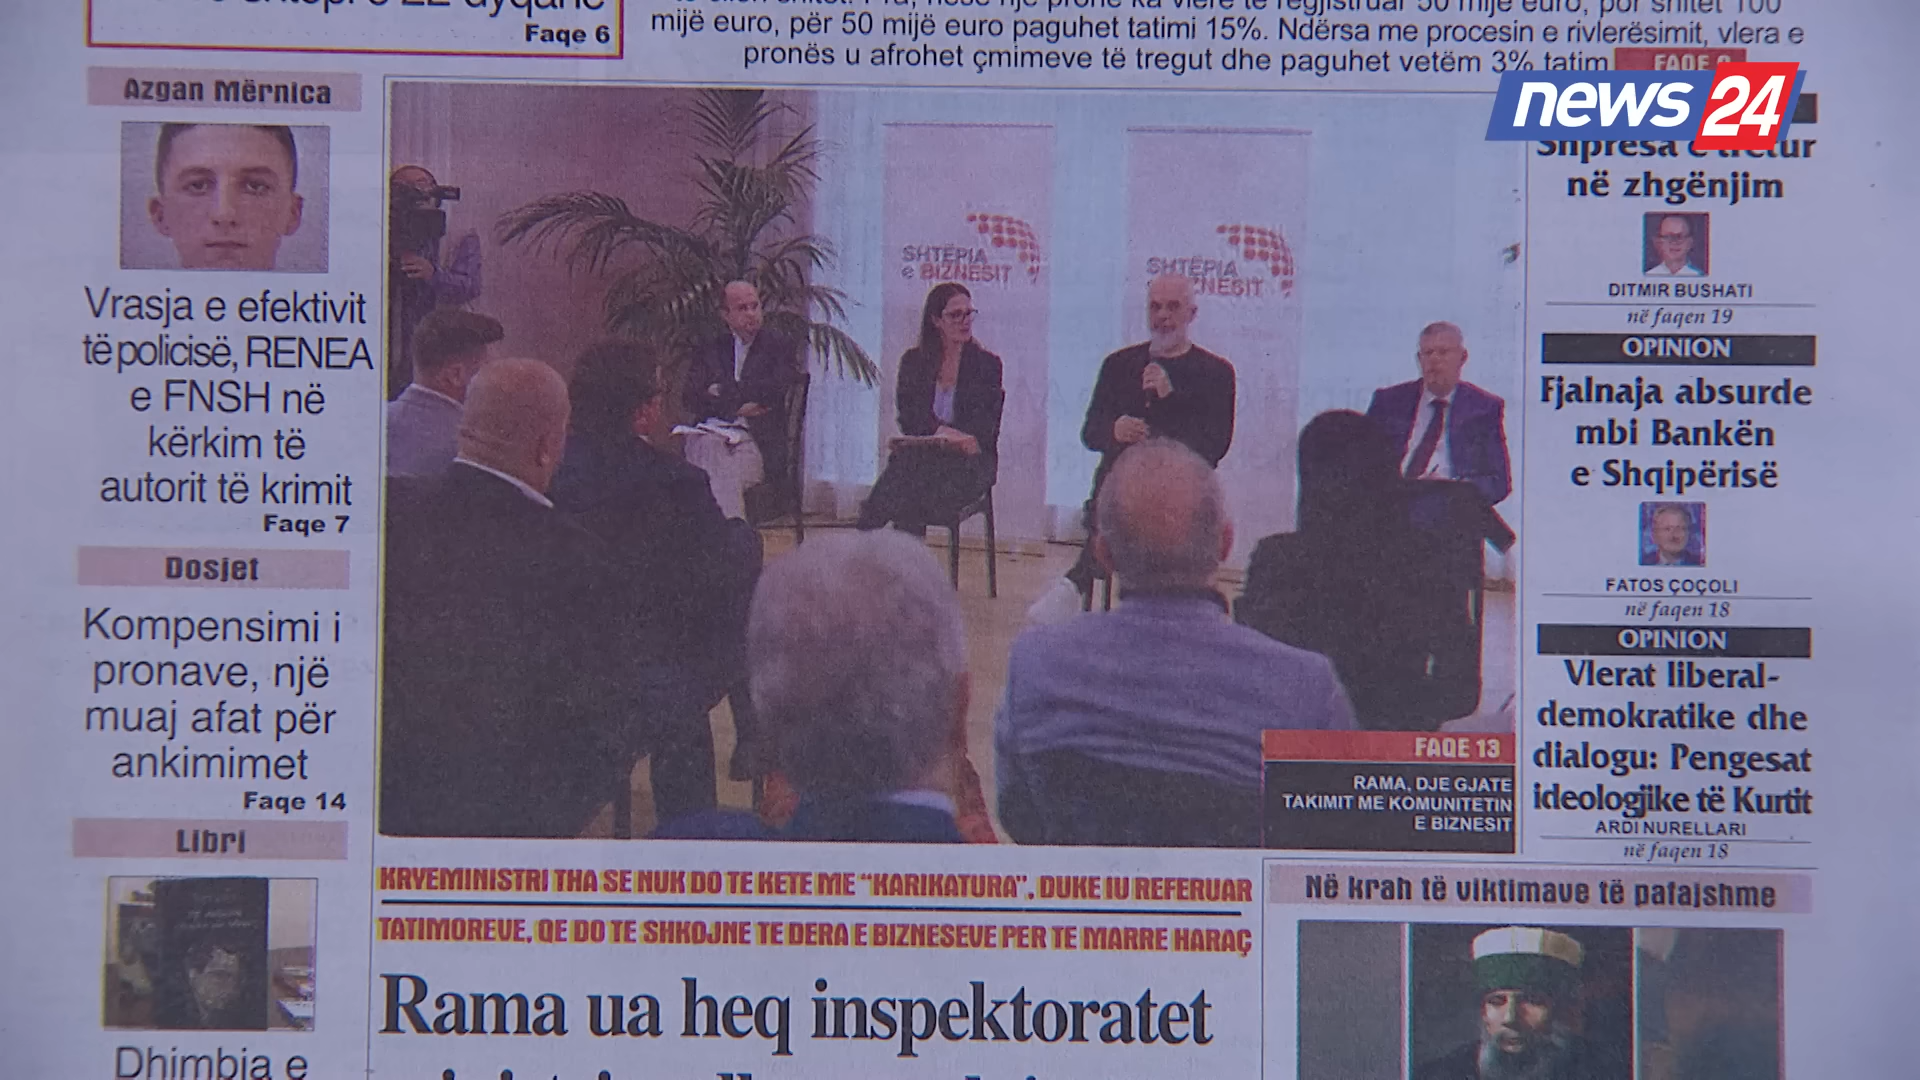 Faqe 6
mijë euro, për 50 mijë euro paguhet tatimi 15%. Ndërsa me procesin e rivlerësimit, vlera e
pronës u afrohet çmimeve të tregut dhe paguhet vetëm 3% tatim
news 24
Azgan Mërnica
Vrasja e efektivit
të policisë, RENEA
e FNSH në
kërkim të
autorit të krimit
Faqe 7
Dosjet
Kompensimi i
pronave, një
muaj afat për
ankimimet
Faqe 14
Libri
Dhimbja e
SHTËPIA
e BIZNESIT
SHTËPIA
FAQE 13
RAMA, DJE GJATE
TAKIMIT ME KOMUNITETIN
E BIZNESIT
KRYEMINISTRI THA SE NUK DO TE KETE ME “KARIKATURA”, DUKE IU REFERUAR
TATIMOREVE, QE DO TE SHKOJNE TE DERA E BIZNESEVE PER TE MARRE HARAÇ
Rama ua heq inspektoratet
Shpresa e tretur
në zhgënjim
DITMIR BUSHATI
në faqen 19
OPINION
Fjalnaja absurde
mbi Bankën
e Shqipërisë
FATOS ÇOÇOLI
në faqen 18
OPINION
Vlerat liberal-
demokratike dhe
dialogu: Pengesat
ideologjike të Kurtit
ARDI NURELLARI
në faqen 18
Në krah të viktimave të pafajshme